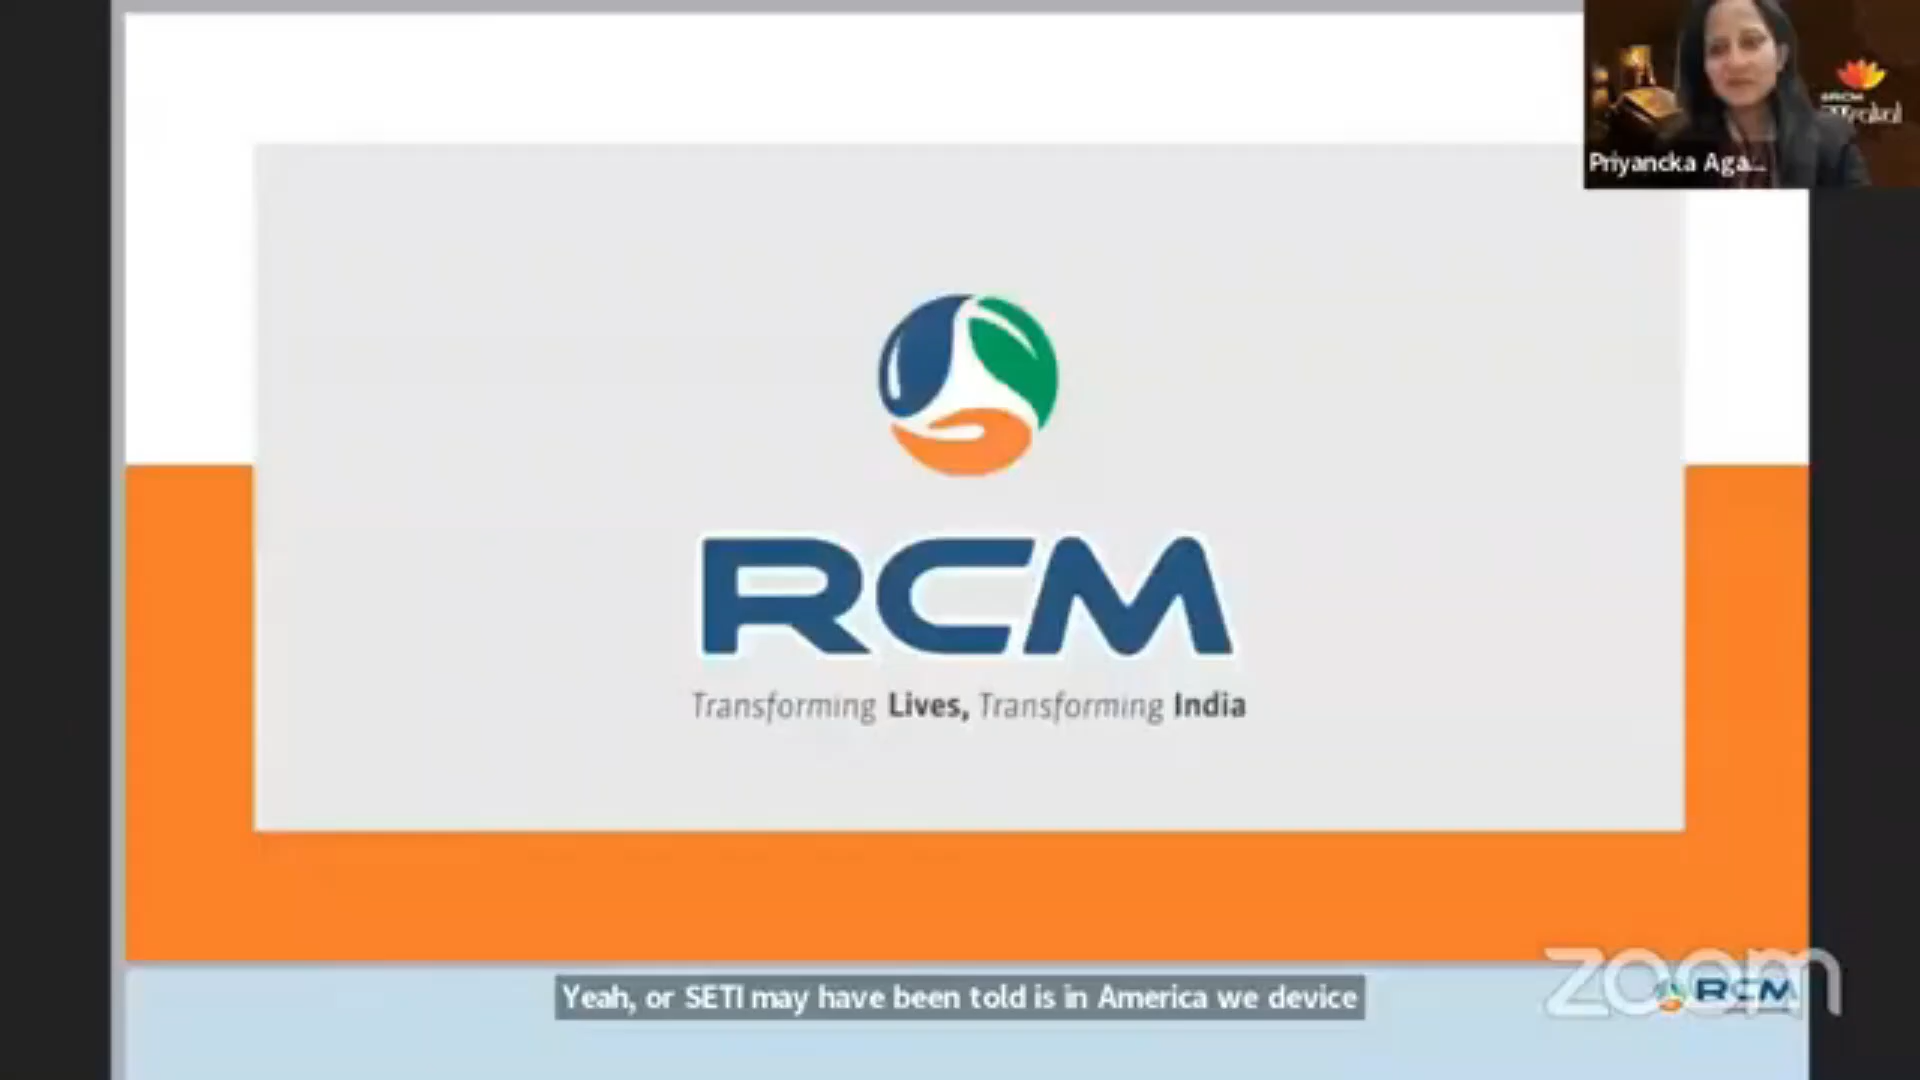 RCM
Priyancka Aga...
RCM
Transforming Lives, Transforming India
Yeah, or SETI may have been told is in America we device
zoom
RCM